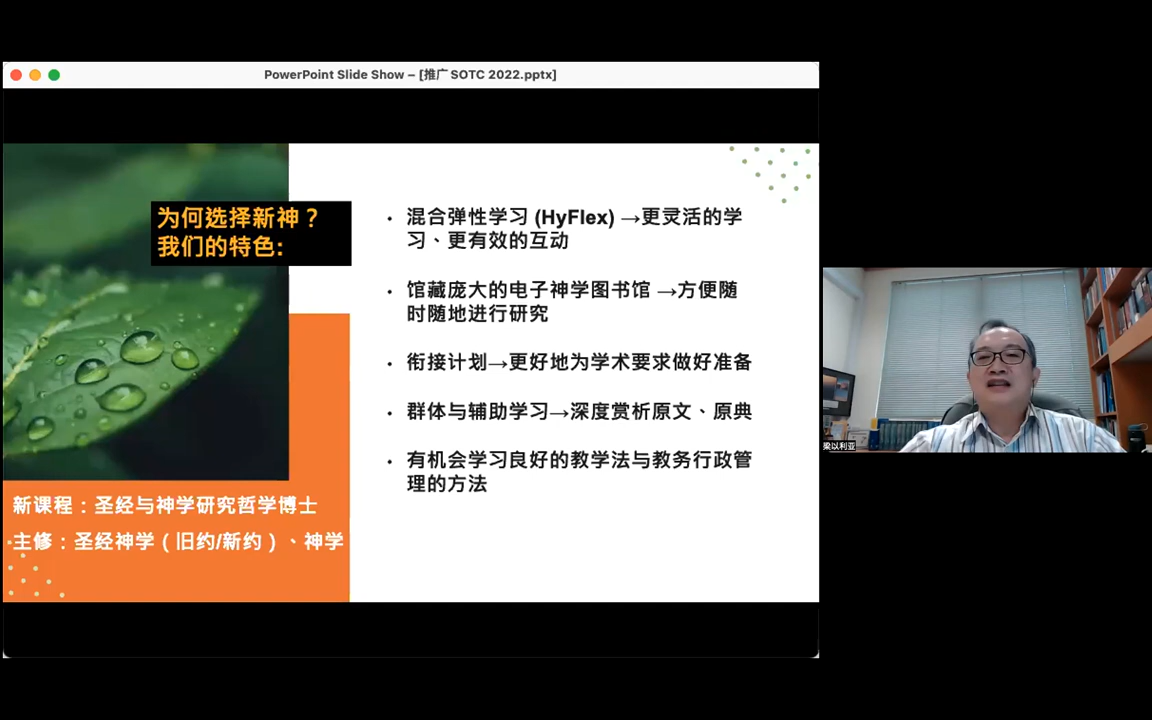 PowerPoint Slide Show – [推广 SOTC 2022.pptx]
为何选择新神？
我们的特色:
• 混合弹性学习 (HyFlex) →更灵活的学
习、更有效的互动
• 馆藏庞大的电子神学图书馆 →方便随
时随地进行研究
• 衔接计划→更好地为学术要求做好准备
• 群体与辅助学习→深度赏析原文、原典
• 有机会学习良好的教学法与教务行政管
理的方法
新课程：圣经与神学研究哲学博士
主修：圣经神学（旧约/新约）、神学
梁以利亚